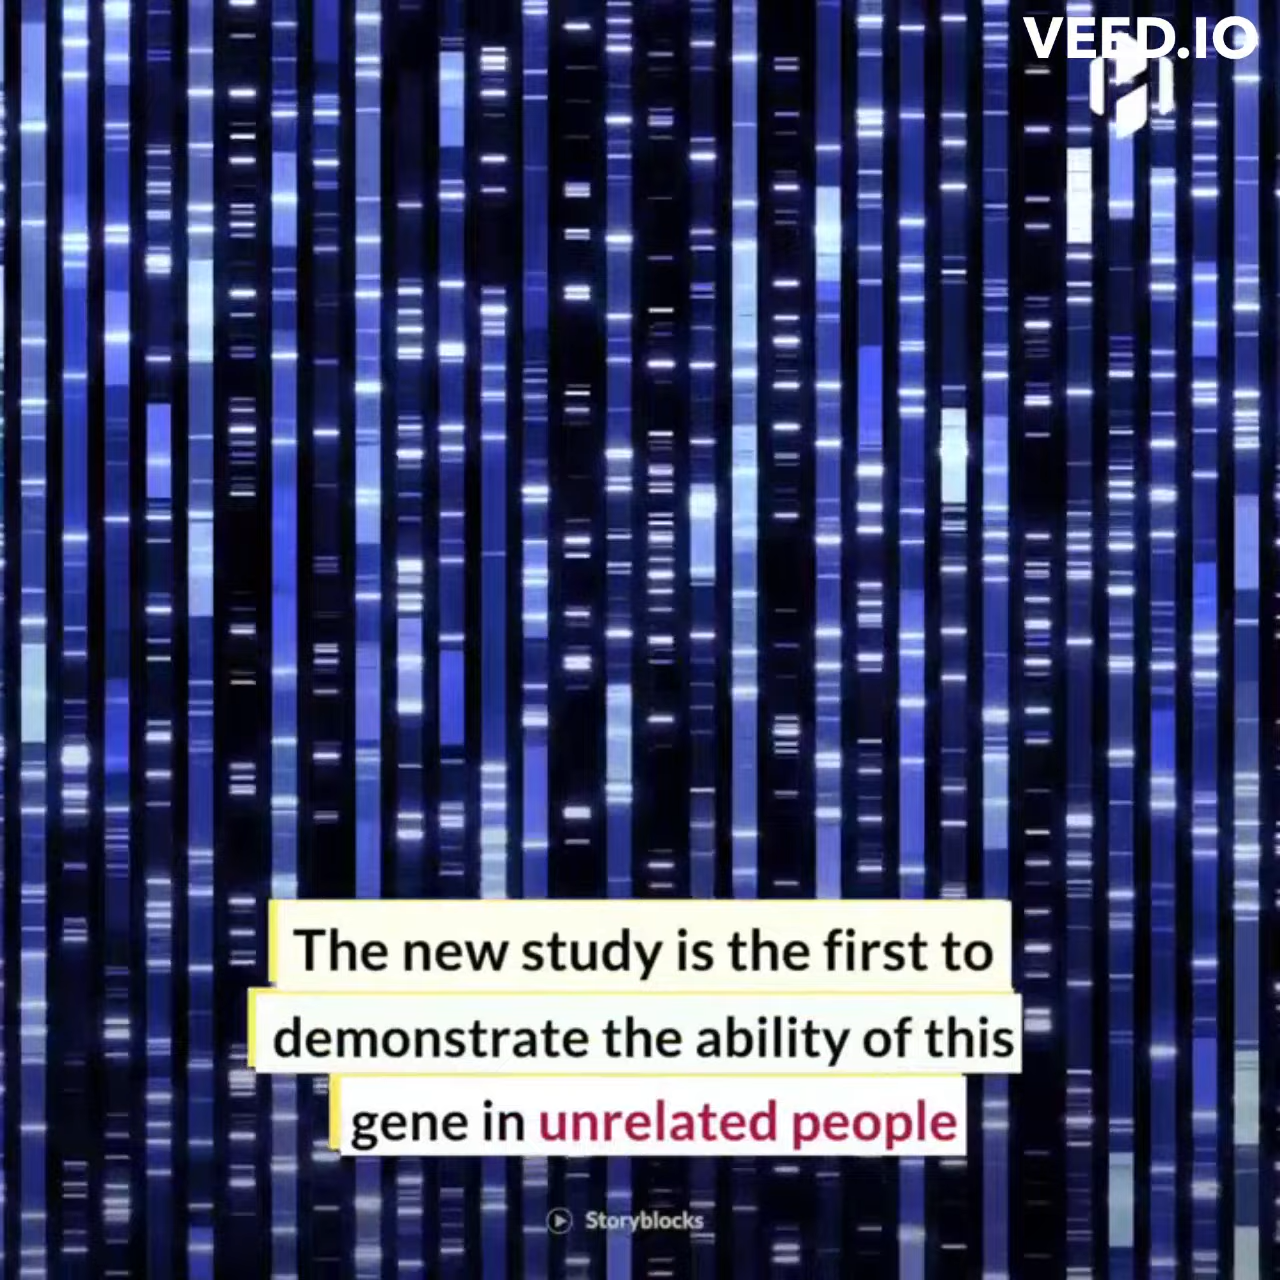 VEED.IO
The new study is the first to
demonstrate the ability of this
gene in unrelated people
Storyblocks